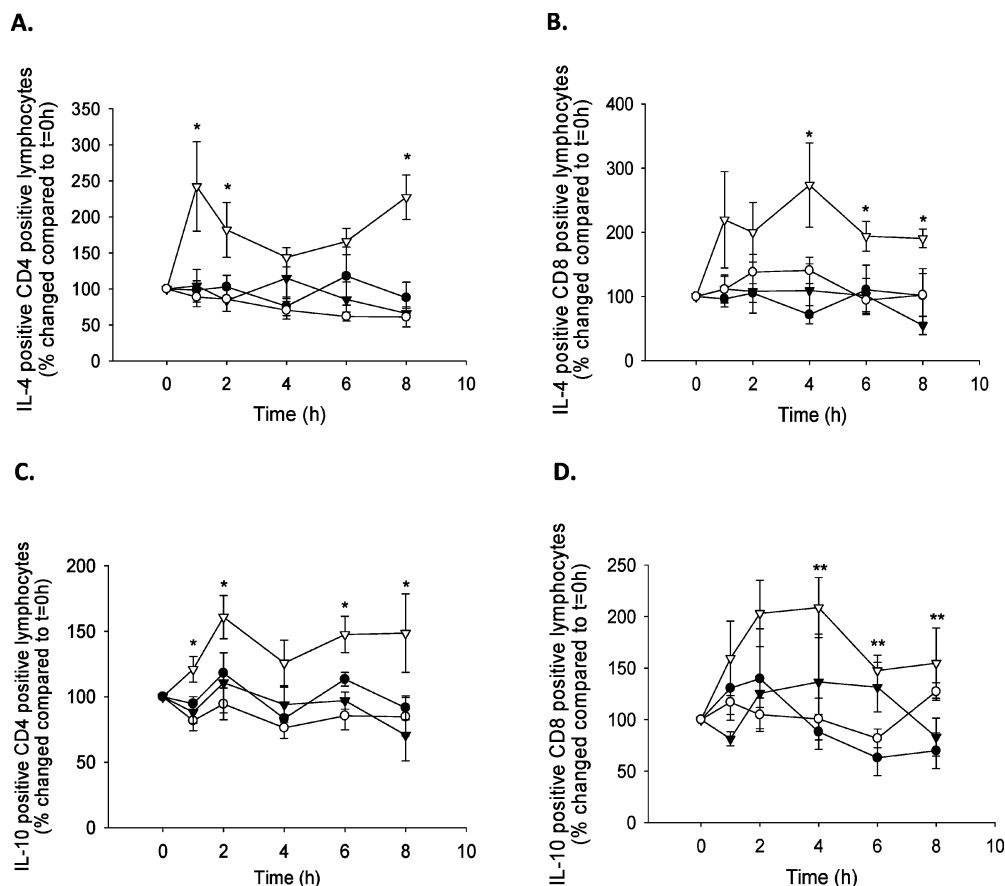 A.
IL-4 positive CD4 positive lymphocytes
(% changed compared to t=0h)
350
300
250
200
150
100
50
0
*
*
*
0 2 4 6 8 10
Time (h)
B.
IL-4 positive CD8 positive lymphocytes
(% changed compared to t=0h)
400
300
200
100
0
*
*
*
0 2 4 6 8 10
Time (h)
C.
IL-10 positive CD4 positive lymphocytes
(% changed compared to t=0h)
200
150
100
50
0
*
*
*
*
0 2 4 6 8 10
Time (h)
D.
IL-10 positive CD8 positive lymphocytes
(% changed compared to t=0h)
250
200
150
100
50
0
**
**
**
0 2 4 6 8 10
Time (h)